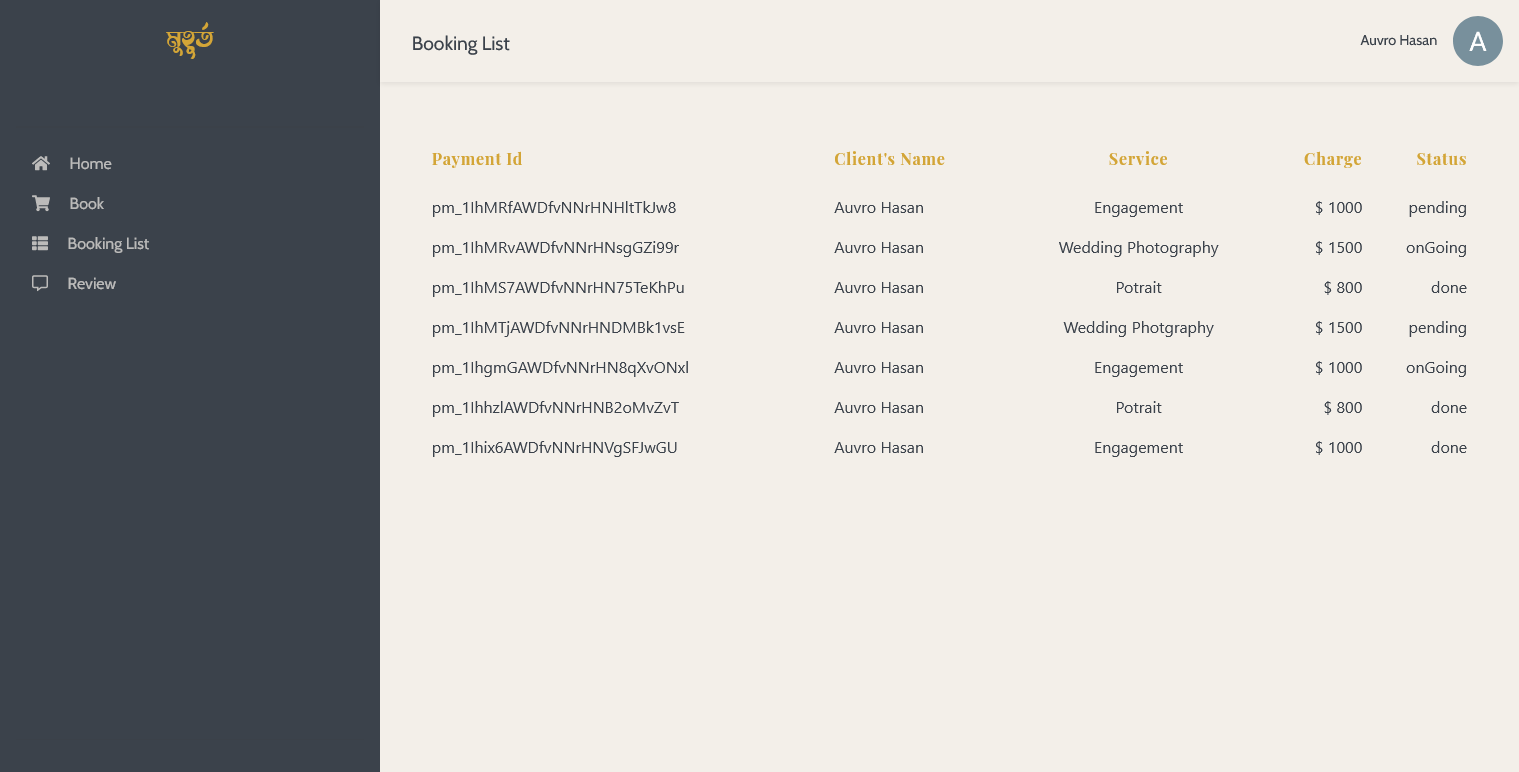 মুহূর্ত
Booking List
Auvro Hasan
A
Home
Book
Booking List
Review
Payment Id Client's Name Service Charge Status
pm_1IhMRfAWDfvNNrHNHltTkJw8 Auvro Hasan Engagement $ 1000 pending
pm_1IhMRvAWDfvNNrHNsgGZi99r Auvro Hasan Wedding Photography $ 1500 onGoing
pm_1IhMS7AWDfvNNrHN75TeKhPu Auvro Hasan Potrait $ 800 done
pm_1IhMTjAWDfvNNrHNDMBk1vsE Auvro Hasan Wedding Photgraphy $ 1500 pending
pm_1IhgmGAWDfvNNrHN8qXvONxl Auvro Hasan Engagement $ 1000 onGoing
pm_1IhhzlAWDfvNNrHNB2oMvZvT Auvro Hasan Potrait $ 800 done
pm_1Ihix6AWDfvNNrHNVgSFJwGU Auvro Hasan Engagement $ 1000 done